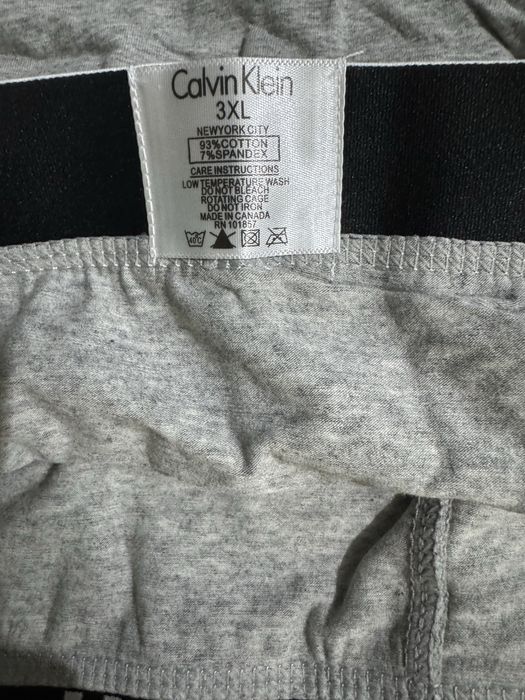 Calvin Klein
3XL
NEWYORK CITY
93%COTTON
7%SPANDEX
CARE INSTRUCTIONS
LOW TEMPERATURE WASH
DO NOT BLEACH
ROTATING CAGE
DO NOT IRON
MADE IN CANADA
RN 101857
40°C